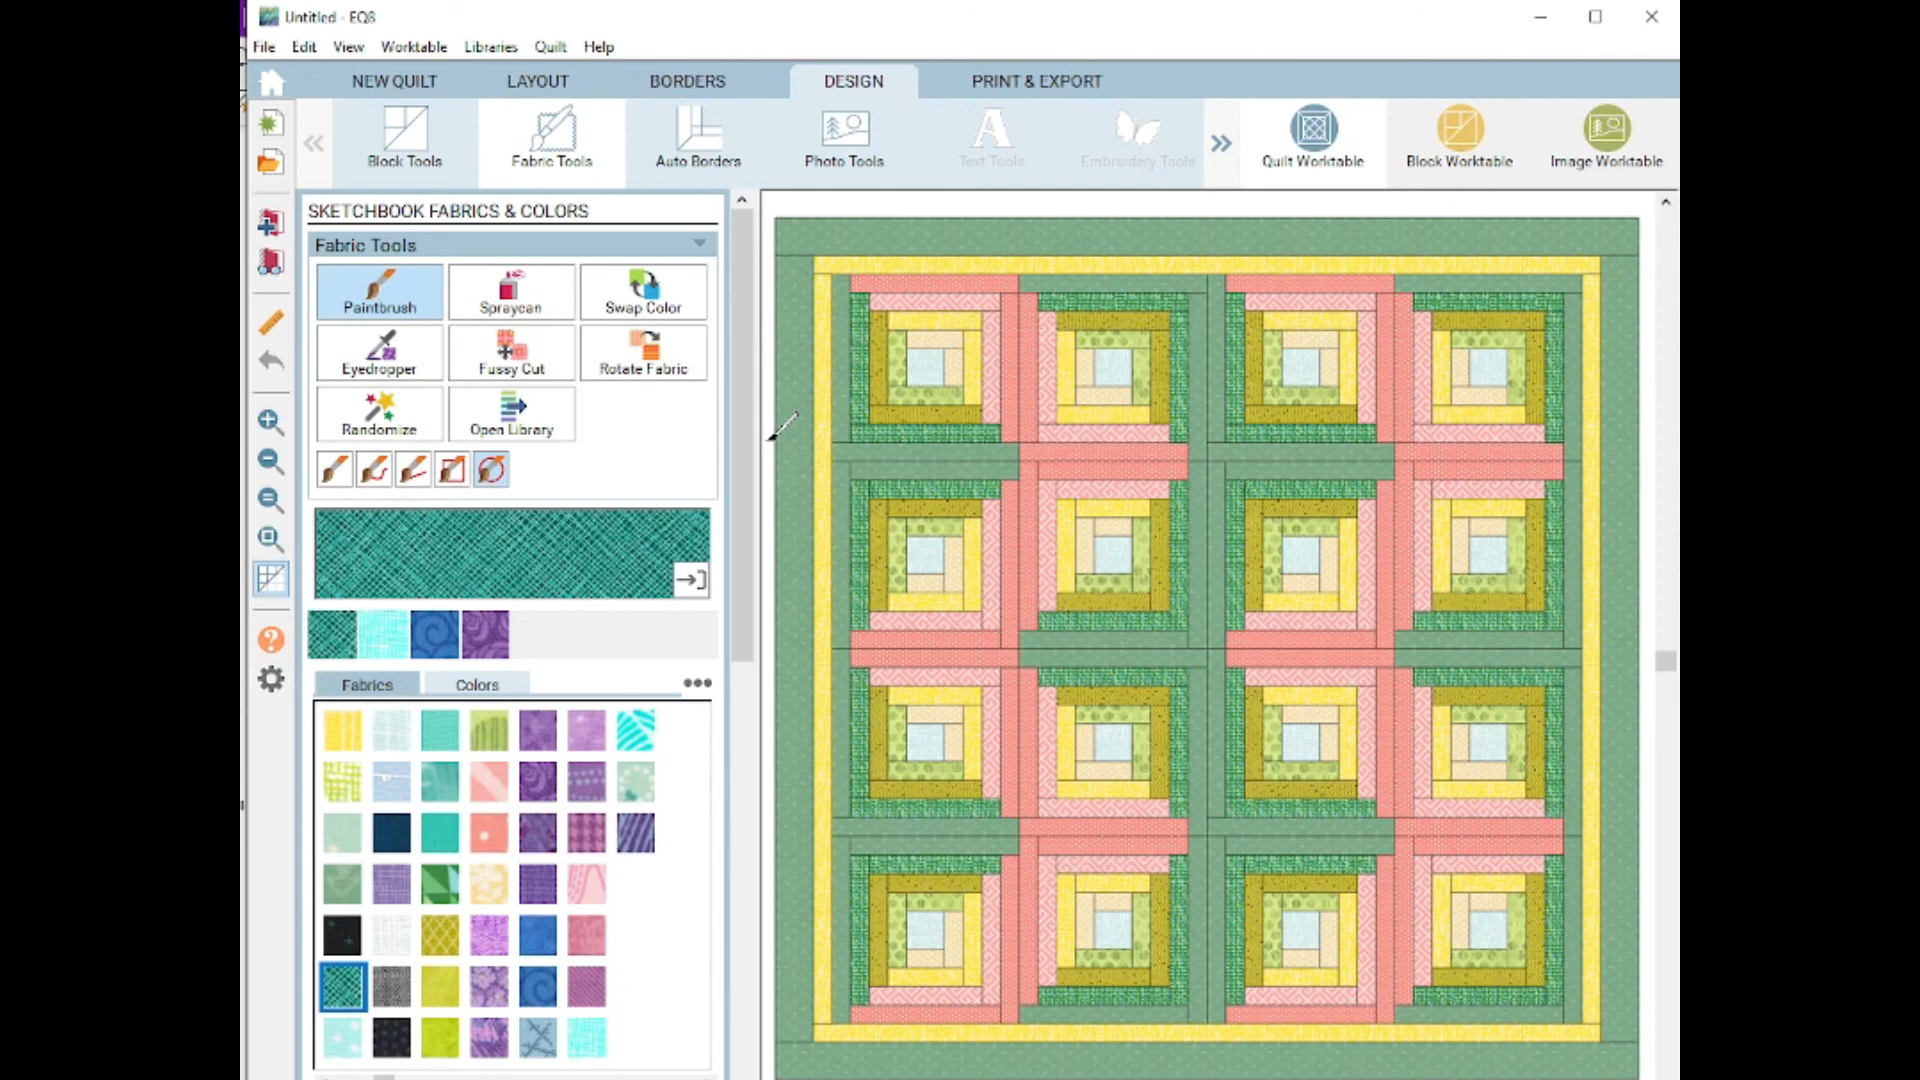 Untitled - EQ8
File Edit View Worktable Libraries Quilt Help
NEW QUILT LAYOUT BORDERS DESIGN PRINT & EXPORT
Block Tools Fabric Tools Auto Borders Photo Tools Text Tools Embroidery Tools Quilt Worktable Block Worktable Image Worktable
SKETCHBOOK FABRICS & COLORS
Fabric Tools
Paintbrush Spraycan Swap Color
Eyedropper Fussy Cut Rotate Fabric
Randomize Open Library
Fabrics Colors